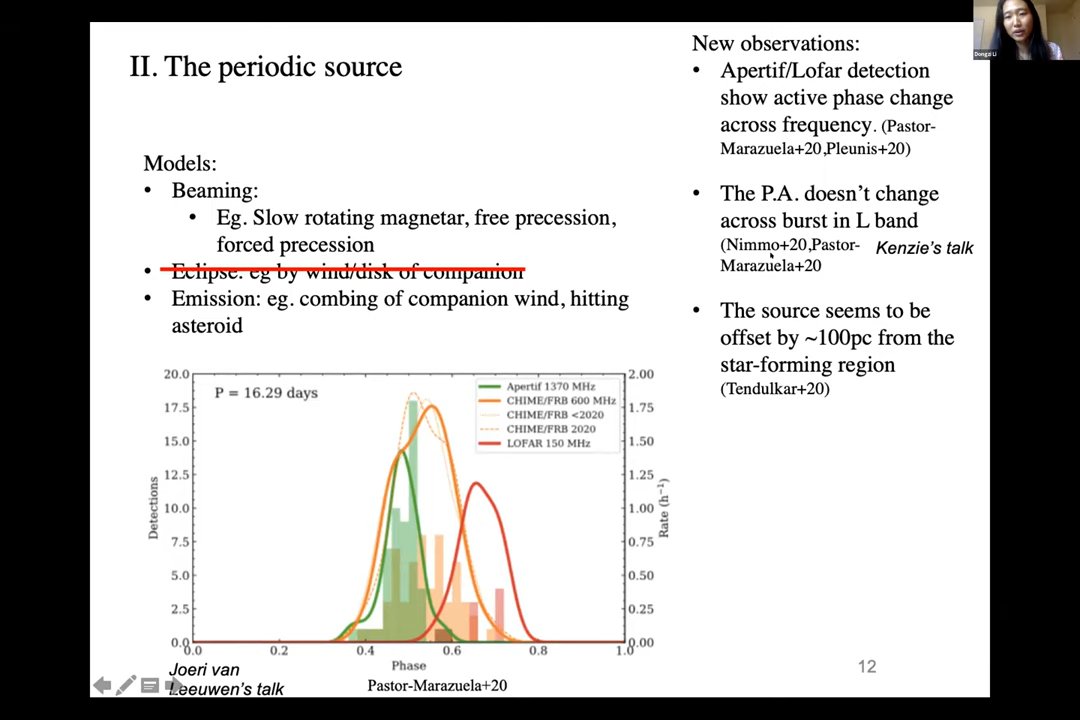 II. The periodic source
Models:
• Beaming:
• Eg. Slow rotating magnetar, free precession,
forced precession
• Eclipse: eg by wind/disk of companion
• Emission: eg. combing of companion wind, hitting
asteroid
New observations:
• Apertif/Lofar detection
show active phase change
across frequency. (Pastor-
Marazuela+20,Pleunis+20)
• The P.A. doesn't change
across burst in L band
(Nimmo+20,Pastor- Kenzie's talk
Marazuela+20
• The source seems to be
offset by ~100pc from the
star-forming region
(Tendulkar+20)
P = 16.29 days
Apertif 1370 MHz
CHIME/FRB 600 MHz
CHIME/FRB <2020
CHIME/FRB 2020
LOFAR 150 MHz
20.0
17.5
15.0
12.5
10.0
7.5
5.0
2.5
0.0
Detections
2.00
1.75
1.50
1.25
1.00
0.75
0.50
0.25
0.00
Rate (h⁻¹)
0.0 0.2 0.4 0.6 0.8 1.0
Phase
Joeri van
Leeuwen's talk
Pastor-Marazuela+20
12
Dongzi Li